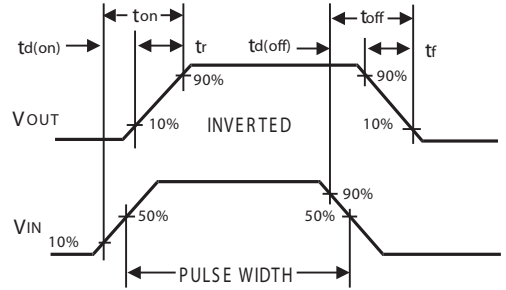 ton
toff
td(on)
tr
td(off)
tf
90%
90%
VOUT
10%
INVERTED
10%
90%
50%
50%
VIN
10%
PULSE WIDTH